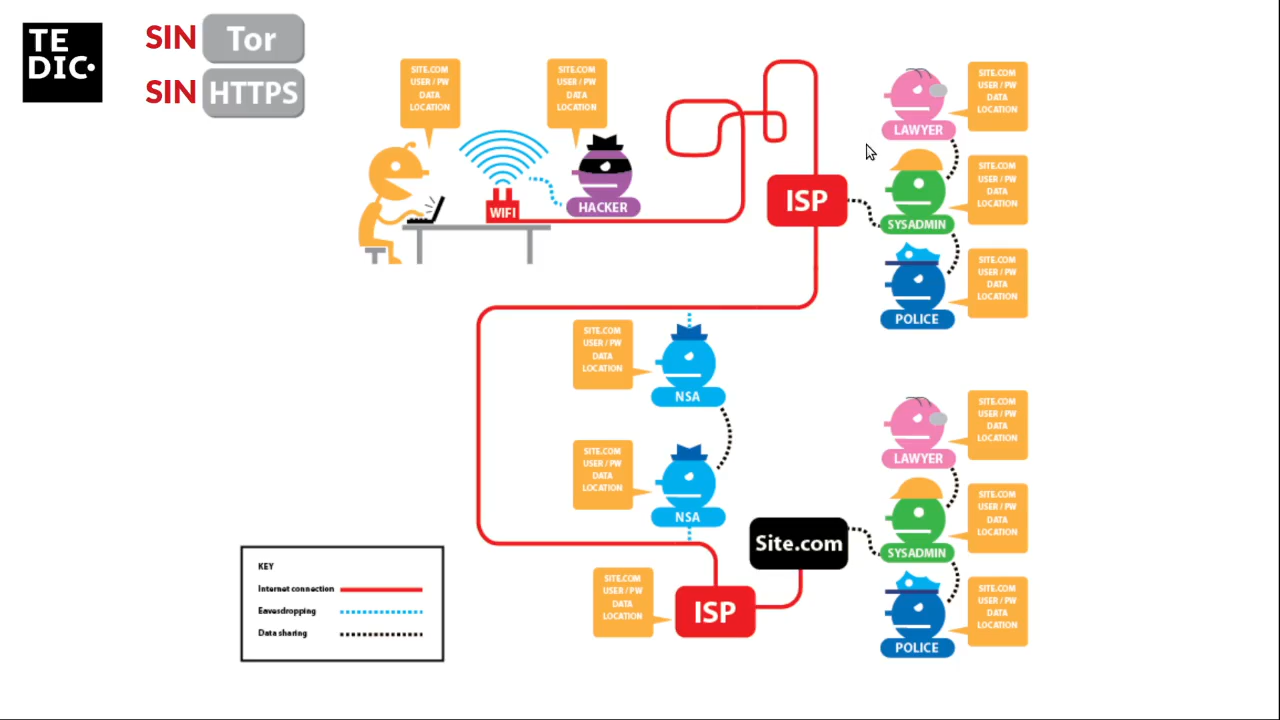 TE
DIC.
SIN Tor
SIN HTTPS
SITE.COM
USER / PW
DATA
LOCATION
SITE.COM
USER / PW
DATA
LOCATION
WIFI
HACKER
ISP
LAWYER
SITE.COM
USER / PW
DATA
LOCATION
SYSADMIN
SITE.COM
USER / PW
DATA
LOCATION
POLICE
SITE.COM
USER / PW
DATA
LOCATION
SITE.COM
USER / PW
DATA
LOCATION
NSA
SITE.COM
USER / PW
DATA
LOCATION
NSA
LAWYER
SITE.COM
USER / PW
DATA
LOCATION
Site.com
SYSADMIN
SITE.COM
USER / PW
DATA
LOCATION
SITE.COM
USER / PW
DATA
LOCATION
ISP
POLICE
SITE.COM
USER / PW
DATA
LOCATION
KEY
Internet connection
Eavesdropping
Data sharing